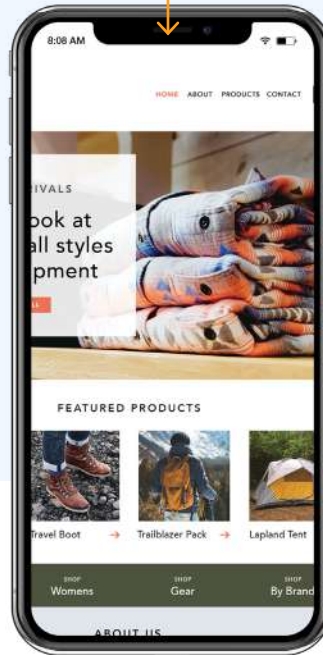 8:08 AM
HOME ABOUT PRODUCTS CONTACT
RIVALS
ook at
all styles
pment
FEATURED PRODUCTS
Travel Boot → Trailblazer Pack → Lapland Tent
SHOP SHOP SHOP
Womens Gear By Brand
ABOUT US